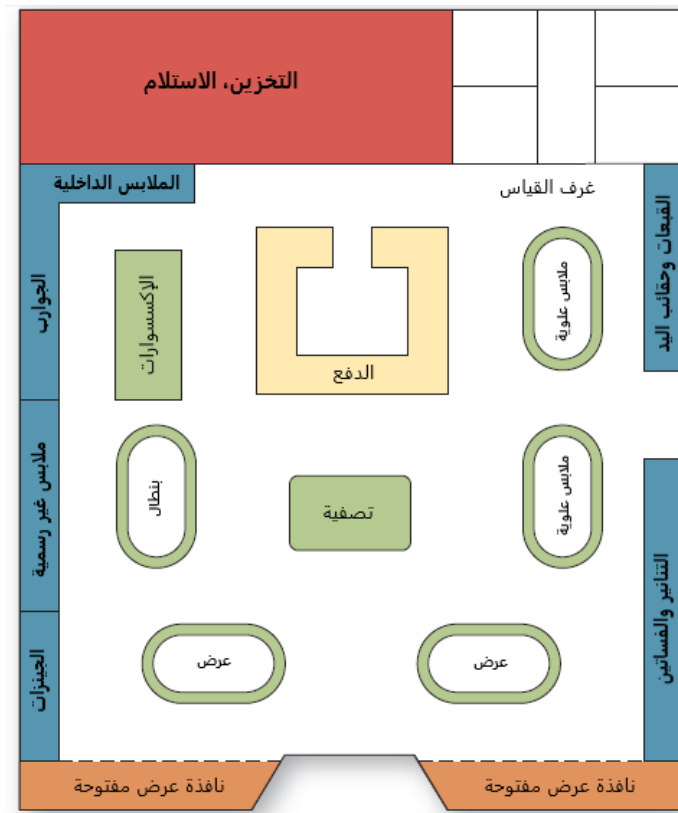 التخزين، الاستلام
غرف القياس
الملابس الداخلية
القبعات وحقائب اليد
ملابس علوية
الدفع
الإكسسوارات
الجوارب
ملابس علوية
تصفية
بنطال
ملابس غير رسمية
التنانير والفساتين
عرض
عرض
الجينزات
نافذة عرض مفتوحة
نافذة عرض مفتوحة